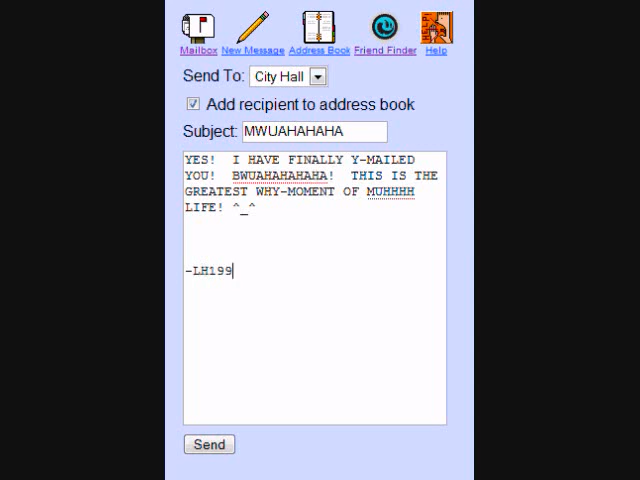 Mailbox New Message Address Book Friend Finder Help
Send To: City Hall
Add recipient to address book
Subject: MWUAHAHAHA
YES! I HAVE FINALLY Y-MAILED
YOU! BWUAHAHAHAHA! THIS IS THE
GREATEST WHY-MOMENT OF MUHHHH
LIFE! ^_^
-LH199
Send